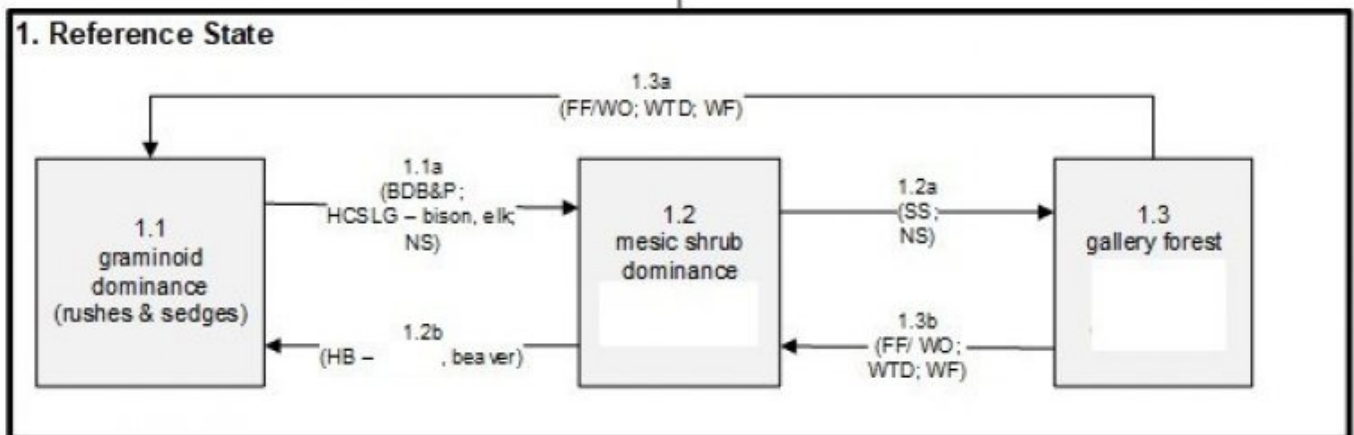 1. Reference State
1.3a
(FF/WO; WTD; WF)
1.1
graminoid
dominance
(rushes & sedges)
1.1a
(BDB&P;
HCSLG – bison, elk;
NS)
1.2b
(HB – , beaver)
1.2
mesic shrub
dominance
1.2a
(SS;
NS)
1.3b
(FF/ WO;
WTD; WF)
1.3
gallery forest